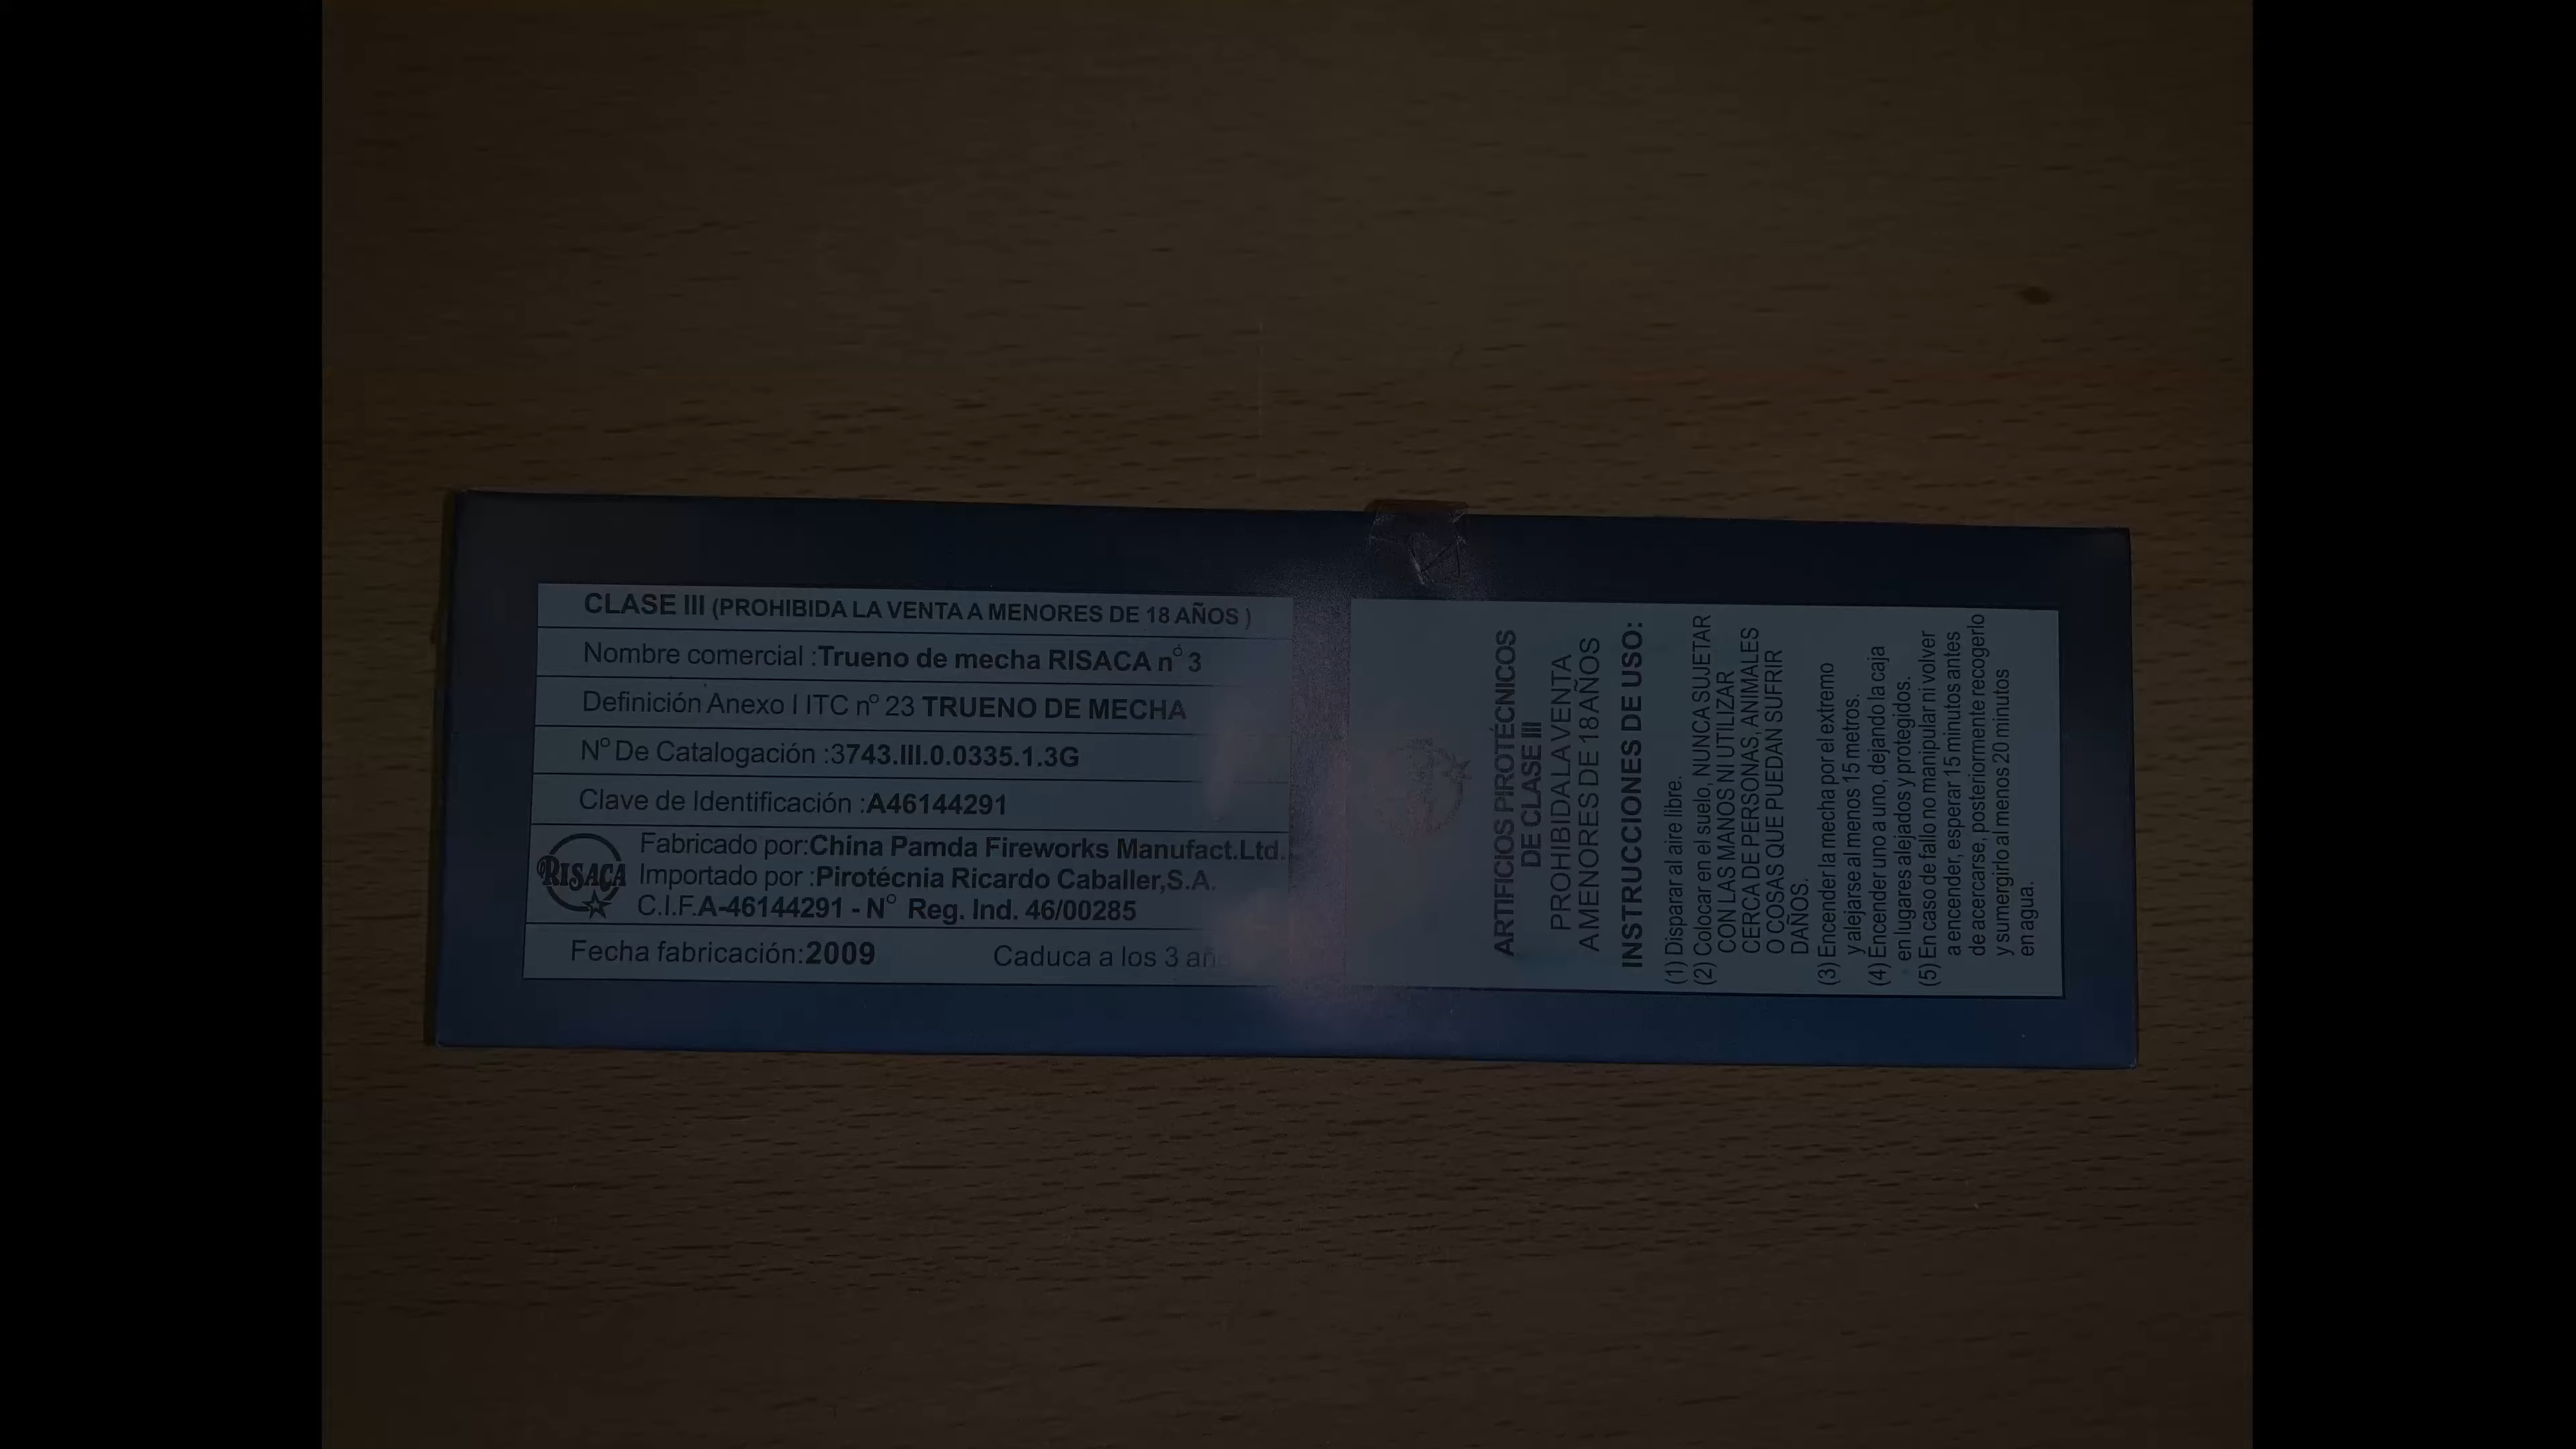 CLASE III (PROHIBIDA LA VENTA A MENORES DE 18 AÑOS )
Nombre comercial :Trueno de mecha RISACA nº 3
Definición Anexo I ITC nº 23 TRUENO DE MECHA
Nº De Catalogación :3743.III.0.0335.1.3G
Clave de Identificación :A46144291
RISACA
Fabricado por:China Pamda Fireworks Manufact.Ltd.
Importado por :Pirotécnia Ricardo Caballer,S.A.
C.I.F.A-46144291 - Nº Reg. Ind. 46/00285
Fecha fabricación:2009 Caduca a los 3
ARTIFICIOS PIROTÉCNICOS
DE CLASE III
PROHIBIDA LA VENTA
A MENORES DE 18 AÑOS
INSTRUCCIONES DE USO:
(1) Disparar al aire libre.
(2) Colocar en el suelo, NUNCA SUJETAR
CON LAS MANOS NI UTILIZAR
CERCA DE PERSONAS, ANIMALES
O COSAS QUE PUEDAN SUFRIR
DAÑOS.
(3) Encender la mecha por el extremo
y alejarse al menos 15 metros.
(4) Encender uno a uno, dejando la caja
en lugares alejados y protegidos.
(5) En caso de fallo no manipular ni volver
a encender, esperar 15 minutos antes
de acercarse, posteriormente recogerlo
y sumergirlo al menos 20 minutos
en agua.